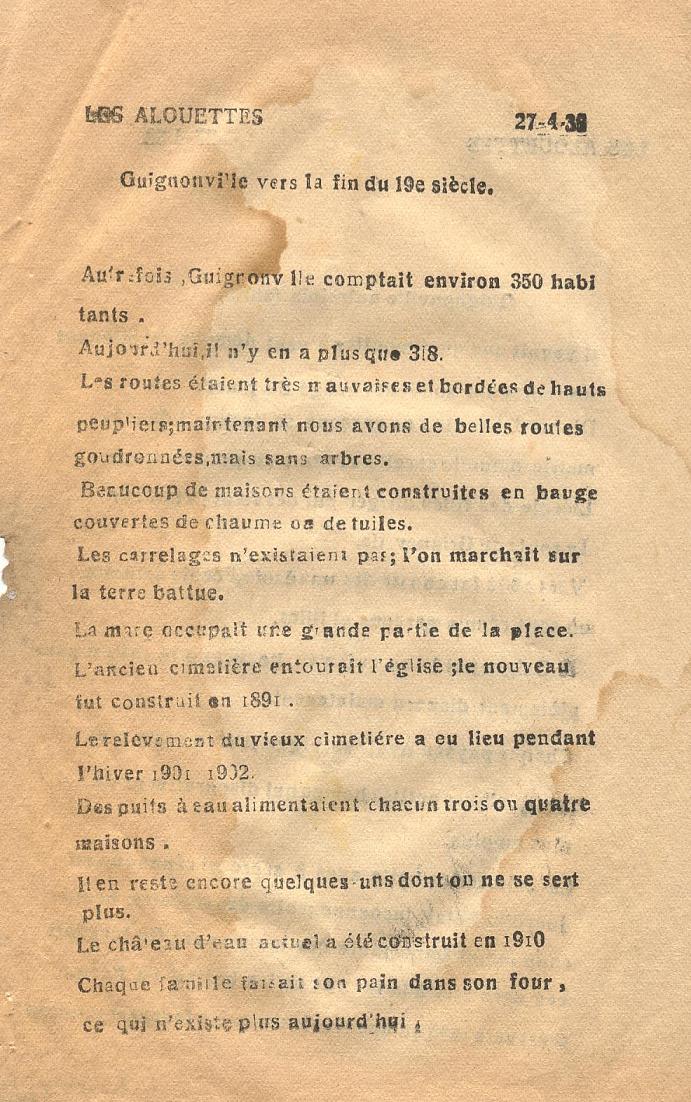 LES ALOUETTES 27-4-38
Guignonville vers la fin du 19e siècle.
Autrefois ,Guignonville comptait environ 350 habi
tants .
Aujourd'hui,il n'y en a plus que 318.
Les routes étaient très mauvaises et bordées de hauts
peupliers;maintenant nous avons de belles routes
goudronnées,mais sans arbres.
Beaucoup de maisons étaient construites en bauge
couvertes de chaume ou de tuiles.
Les carrelages n'existaient pas; l'on marchait sur
la terre battue.
La mare occupait une grande partie de la place.
L'ancien cimetière entourait l'église ;le nouveau
fut construit en 1891 .
Le relèvement du vieux cimetiére a eu lieu pendant
l'hiver 1901 1902.
Des puits à eau alimentaient chacun trois ou quatre
maisons .
Il en reste encore quelques-uns dont on ne se sert
plus.
Le château d'eau actuel a été construit en 1910
Chaque famille faisait son pain dans son four ,
ce qui n'existe plus aujourd'hui .